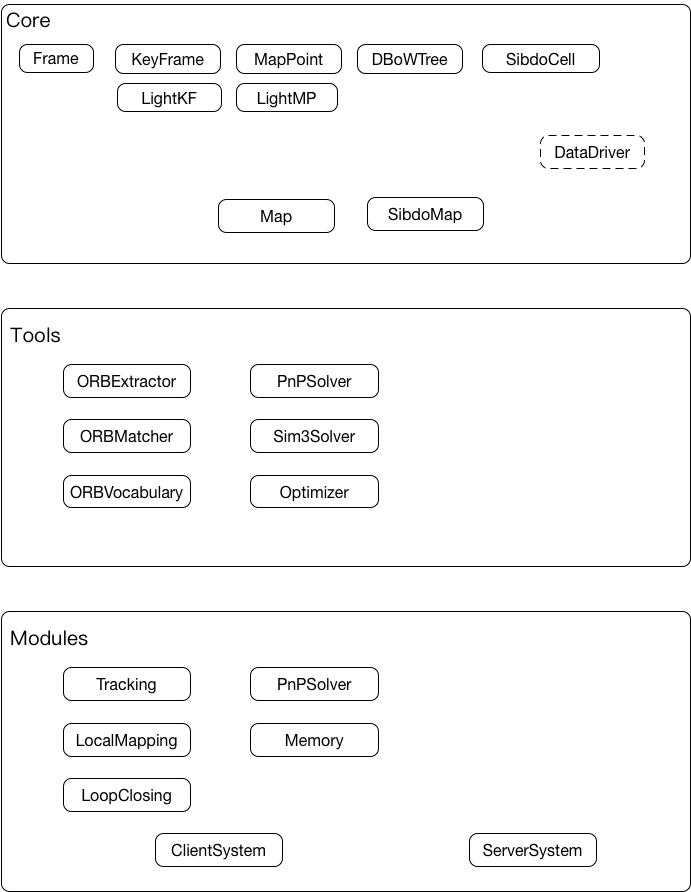 Core
Frame KeyFrame MapPoint DBoWTree SibdoCell
LightKF LightMP
DataDriver
Map SibdoMap
Tools
ORBExtractor PnPSolver
ORBMatcher Sim3Solver
ORBVocabulary Optimizer
Modules
Tracking PnPSolver
LocalMapping Memory
LoopClosing
ClientSystem ServerSystem